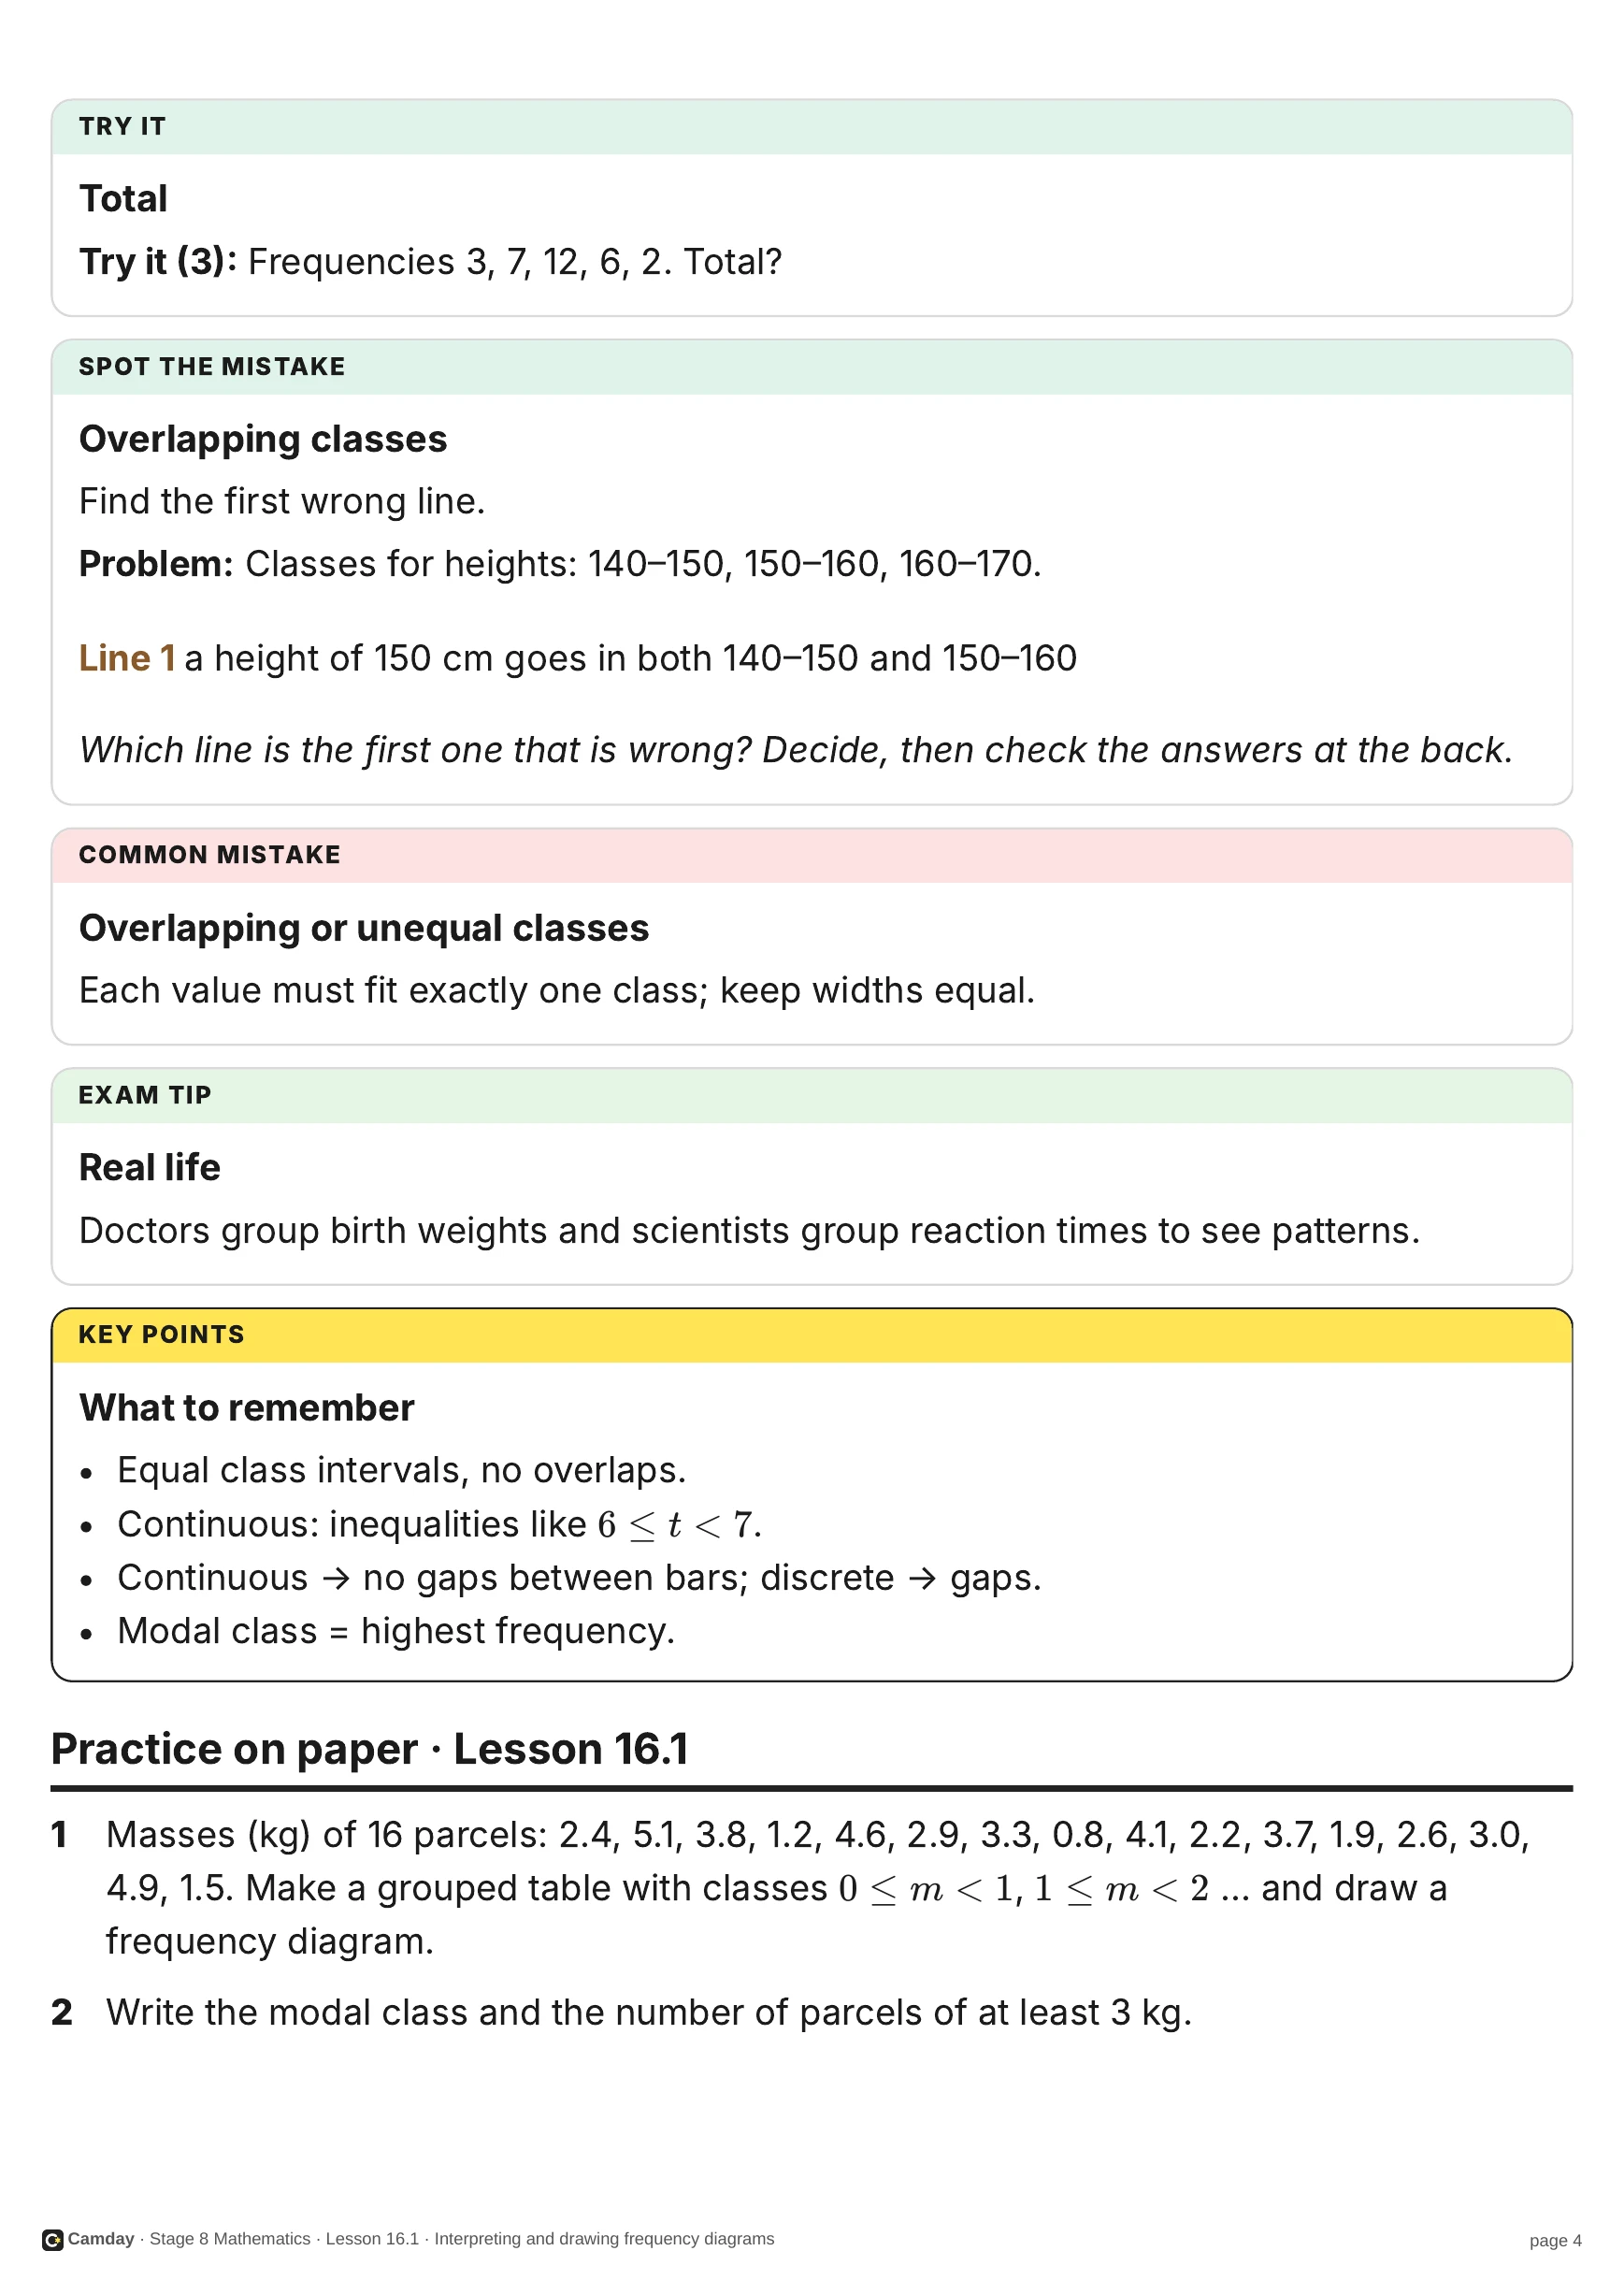 TRY IT
Total
Try it (3): Frequencies 3, 7, 12, 6, 2. Total?
SPOT THE MISTAKE
Overlapping classes
Find the first wrong line.
Problem: Classes for heights: 140–150, 150–160, 160–170.
Line 1 a height of 150 cm goes in both 140–150 and 150–160
Which line is the first one that is wrong? Decide, then check the answers at the back.
COMMON MISTAKE
Overlapping or unequal classes
Each value must fit exactly one class; keep widths equal.
EXAM TIP
Real life
Doctors group birth weights and scientists group reaction times to see patterns.
KEY POINTS
What to remember
• Equal class intervals, no overlaps.
• Continuous: inequalities like 6 ≤ t < 7.
• Continuous → no gaps between bars; discrete → gaps.
• Modal class = highest frequency.
Practice on paper · Lesson 16.1
1 Masses (kg) of 16 parcels: 2.4, 5.1, 3.8, 1.2, 4.6, 2.9, 3.3, 0.8, 4.1, 2.2, 3.7, 1.9, 2.6, 3.0,
4.9, 1.5. Make a grouped table with classes 0 ≤ m < 1, 1 ≤ m < 2 ... and draw a
frequency diagram.
2 Write the modal class and the number of parcels of at least 3 kg.
Camday · Stage 8 Mathematics · Lesson 16.1 · Interpreting and drawing frequency diagrams page 4